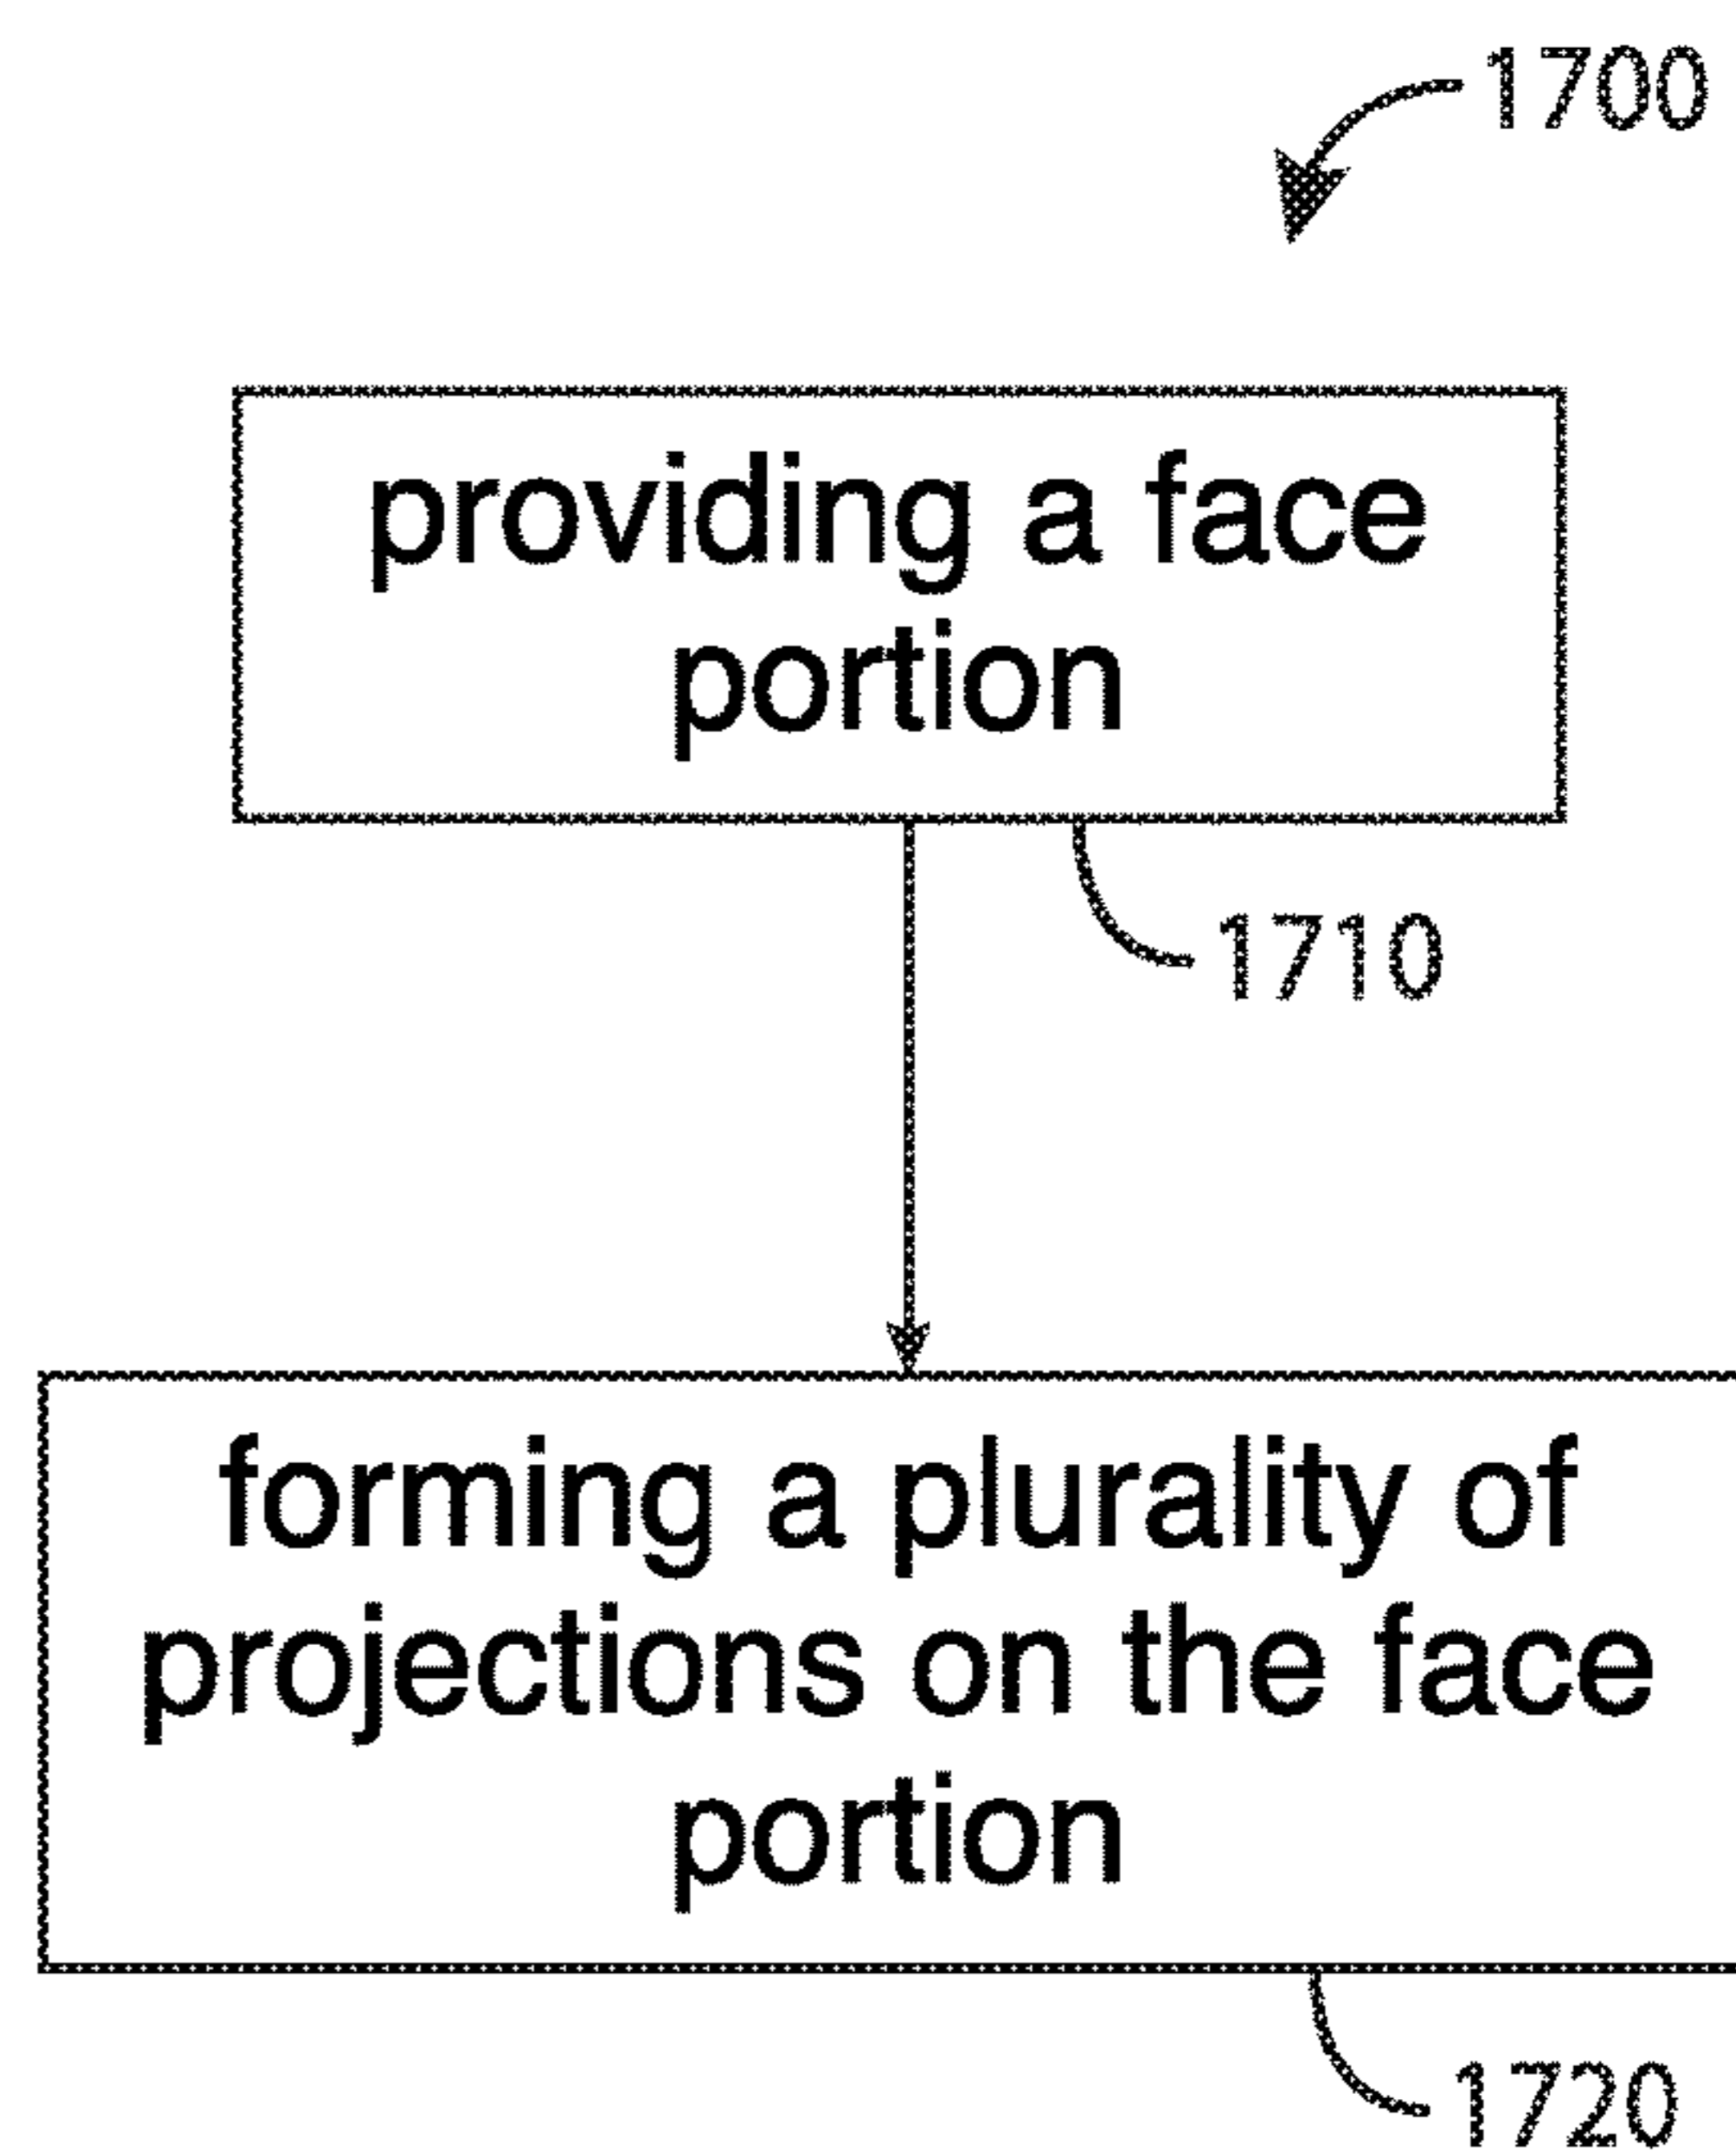 1700
providing a face
portion
1710
forming a plurality of
projections on the face
portion
1720